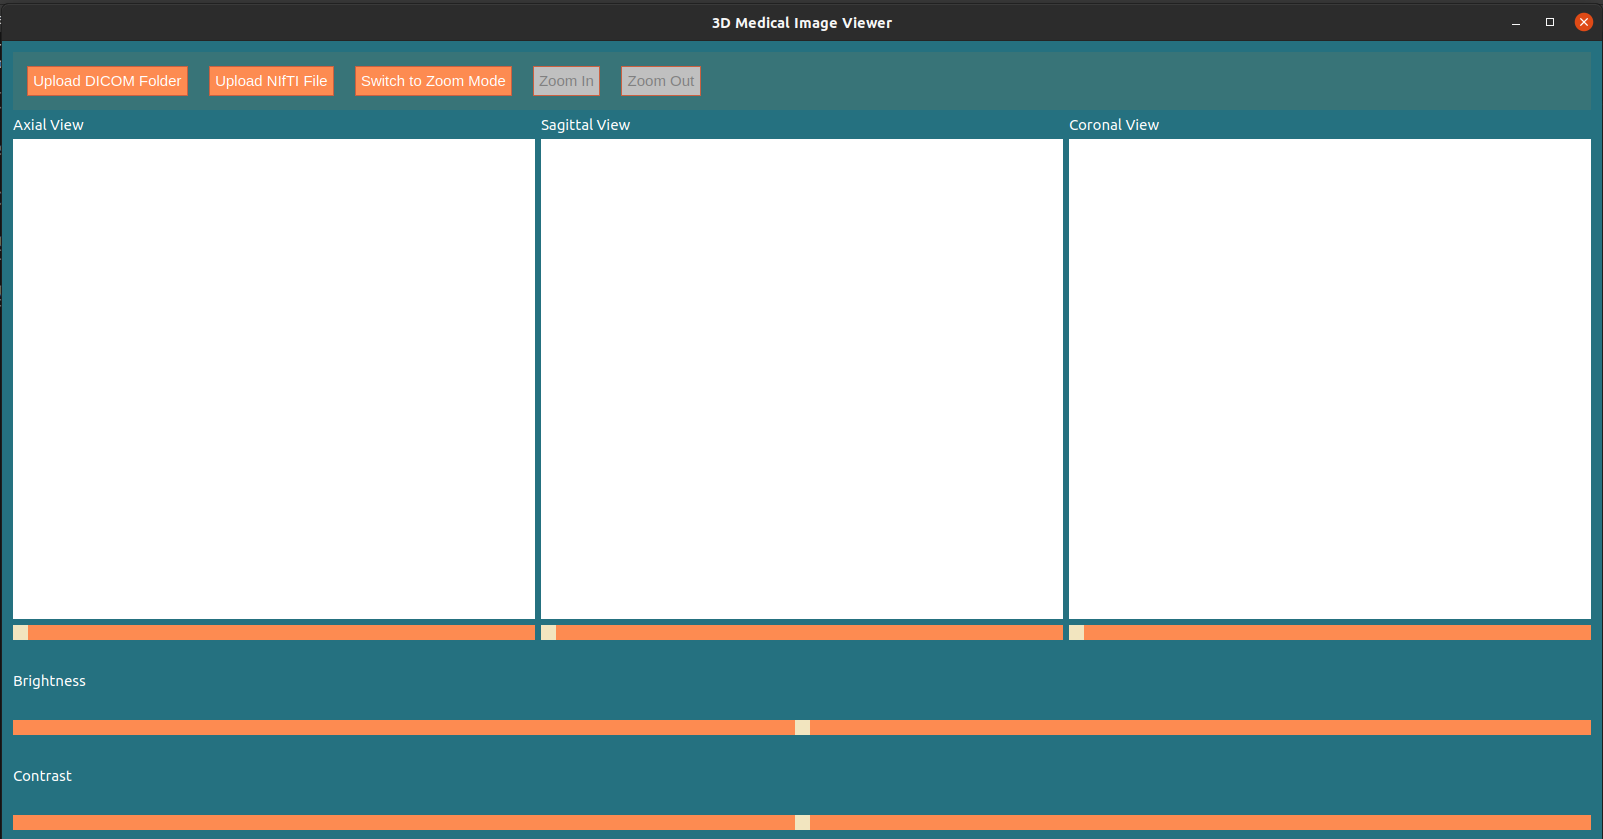 3D Medical Image Viewer
Upload DICOM Folder Upload NIfTI File Switch to Zoom Mode Zoom In Zoom Out
Axial View Sagittal View Coronal View
Brightness
Contrast